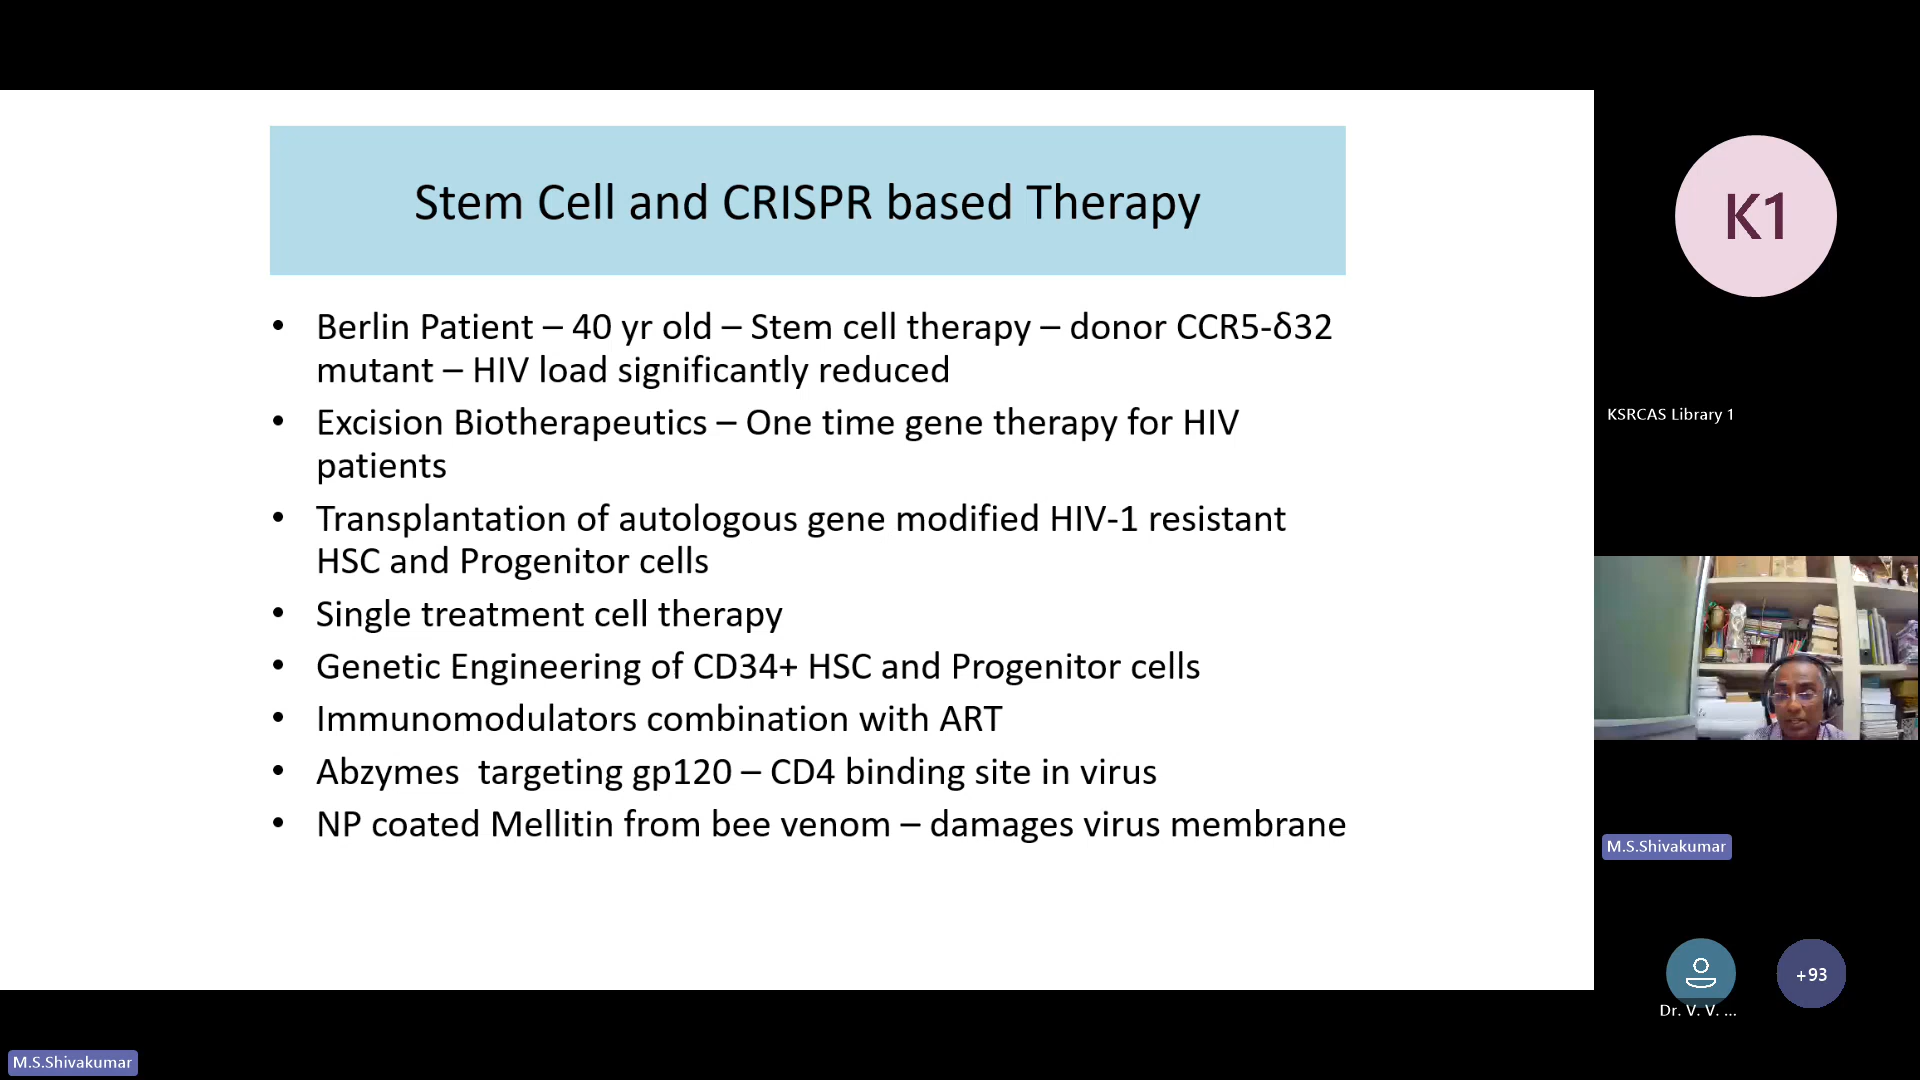 Stem Cell and CRISPR based Therapy
• Berlin Patient – 40 yr old – Stem cell therapy – donor CCR5-δ32
mutant – HIV load significantly reduced
• Excision Biotherapeutics – One time gene therapy for HIV
patients
• Transplantation of autologous gene modified HIV-1 resistant
HSC and Progenitor cells
• Single treatment cell therapy
• Genetic Engineering of CD34+ HSC and Progenitor cells
• Immunomodulators combination with ART
• Abzymes  targeting gp120 – CD4 binding site in virus
• NP coated Mellitin from bee venom – damages virus membrane
K1
KSRCAS Library 1
M.S.Shivakumar
+93
Dr. V. V. ...
M.S.Shivakumar